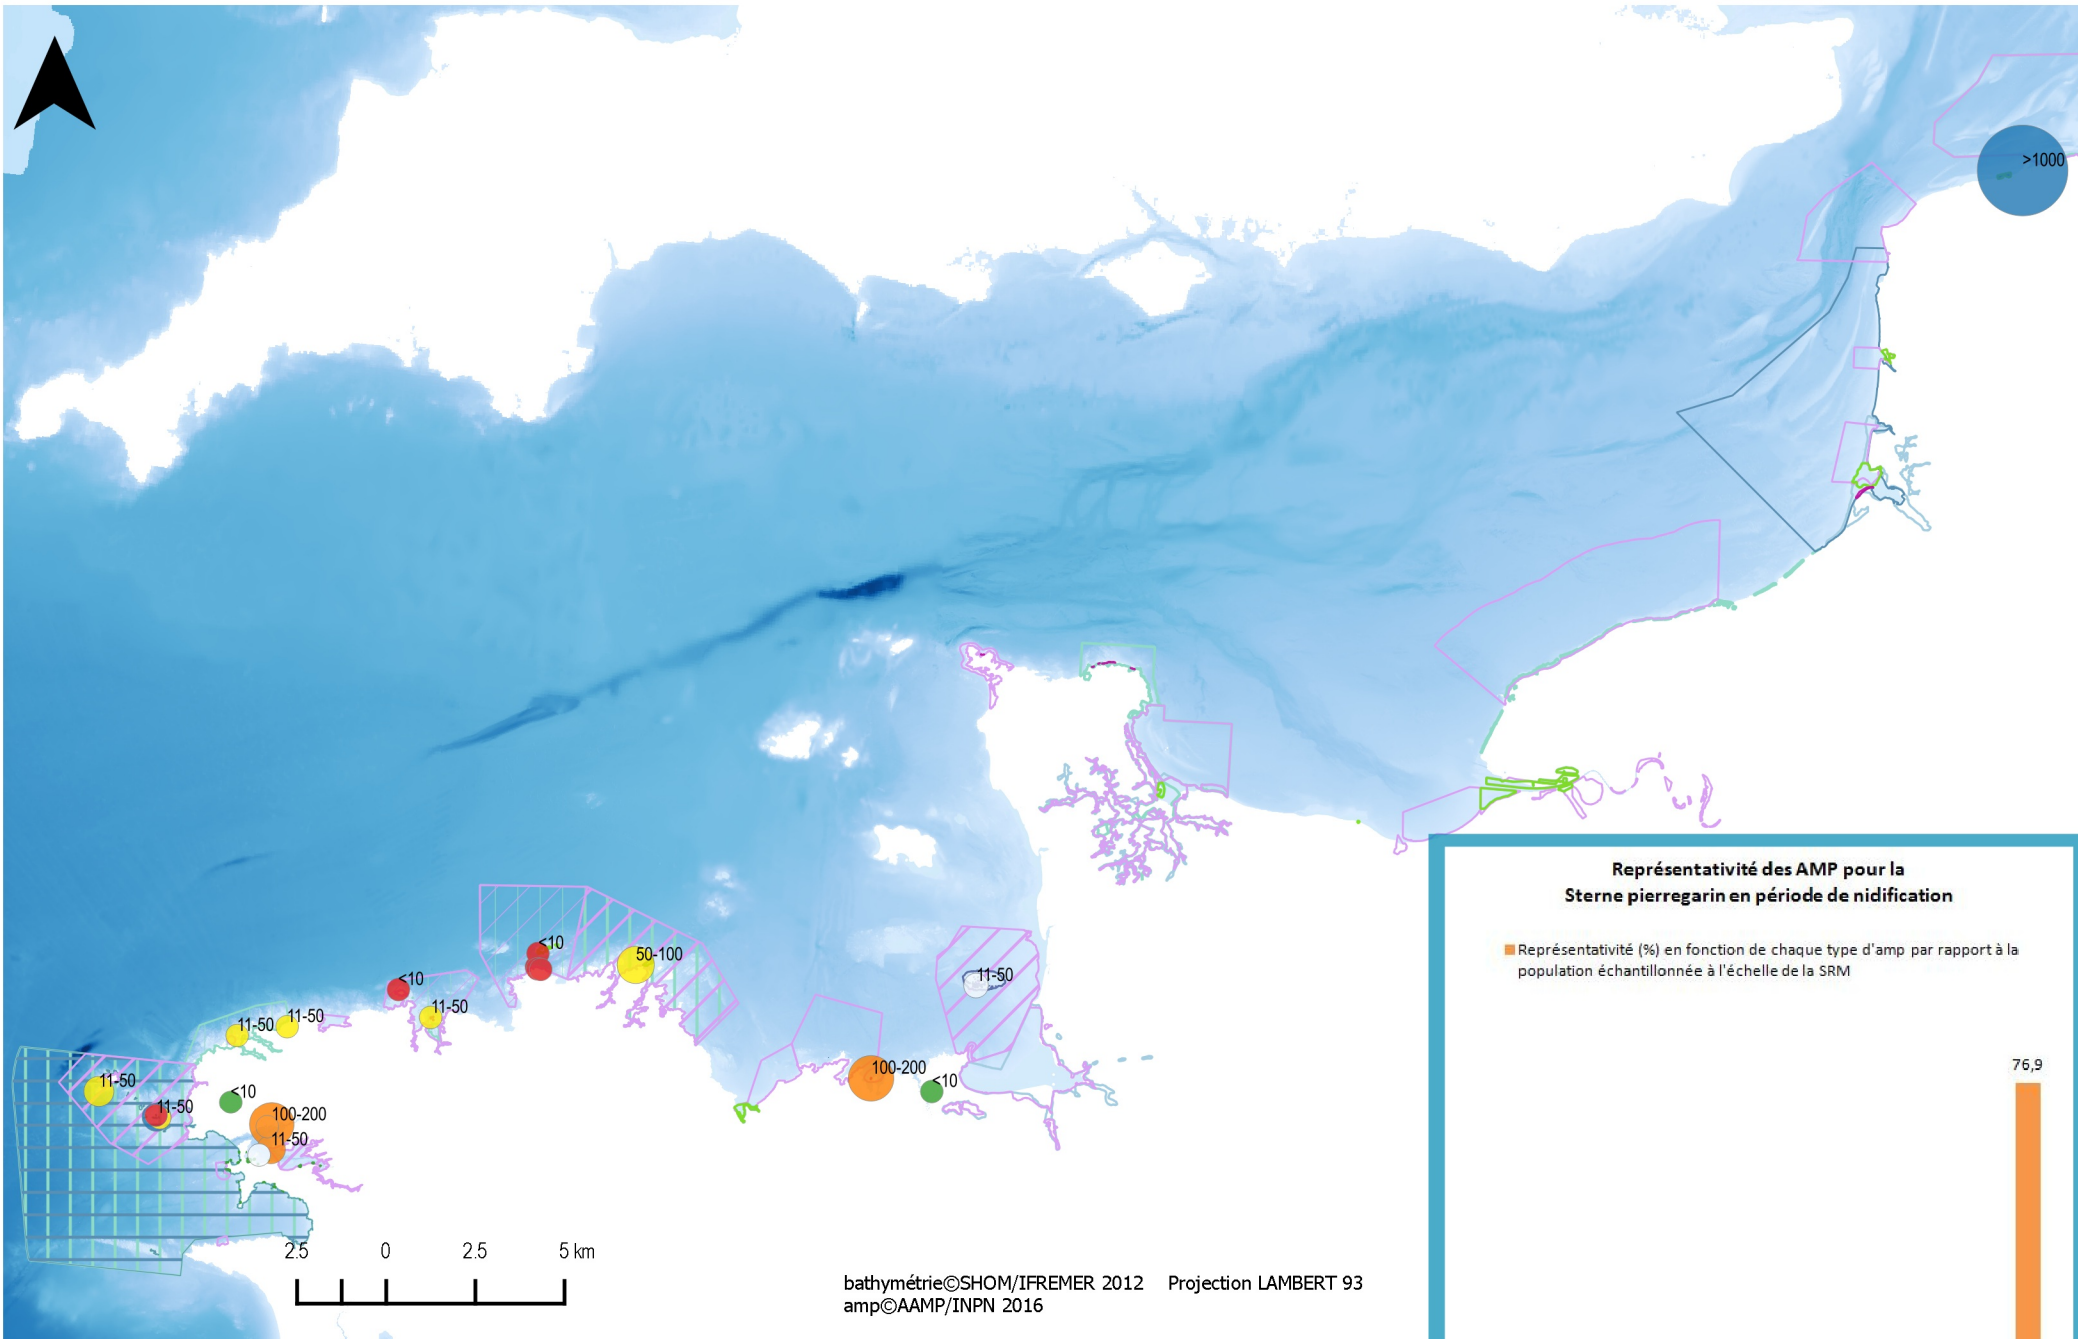 >1000
<10
50-100
<10
11-50
11-50
11-50
11-50
11-50
<10
100-200
11-50
11-50
100-200
<10
2.5 0 2.5 5 km
bathymétrie©SHOM/IFREMER 2012 Projection LAMBERT 93
amp©AAMP/INPN 2016
Représentativité des AMP pour la
Sterne pierregarin en période de nidification
Représentativité (%) en fonction de chaque type d'amp par rapport à la
population échantillonnée à l'échelle de la SRM
76,9